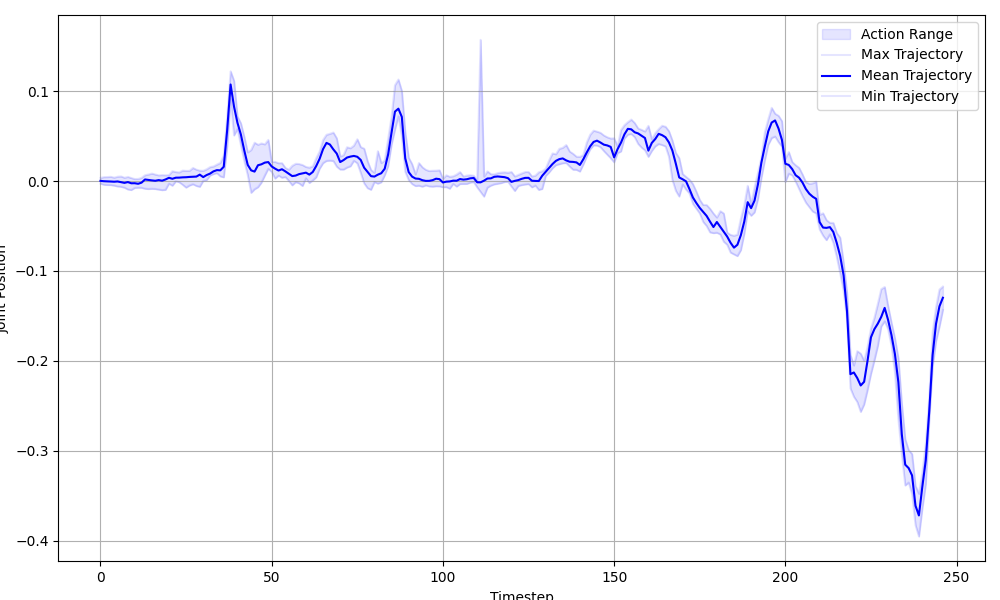 Action Range
Max Trajectory
Mean Trajectory
Min Trajectory
0.1
0.0
−0.1
−0.2
−0.3
−0.4
Joint Position
0 50 100 150 200 250
Timestep